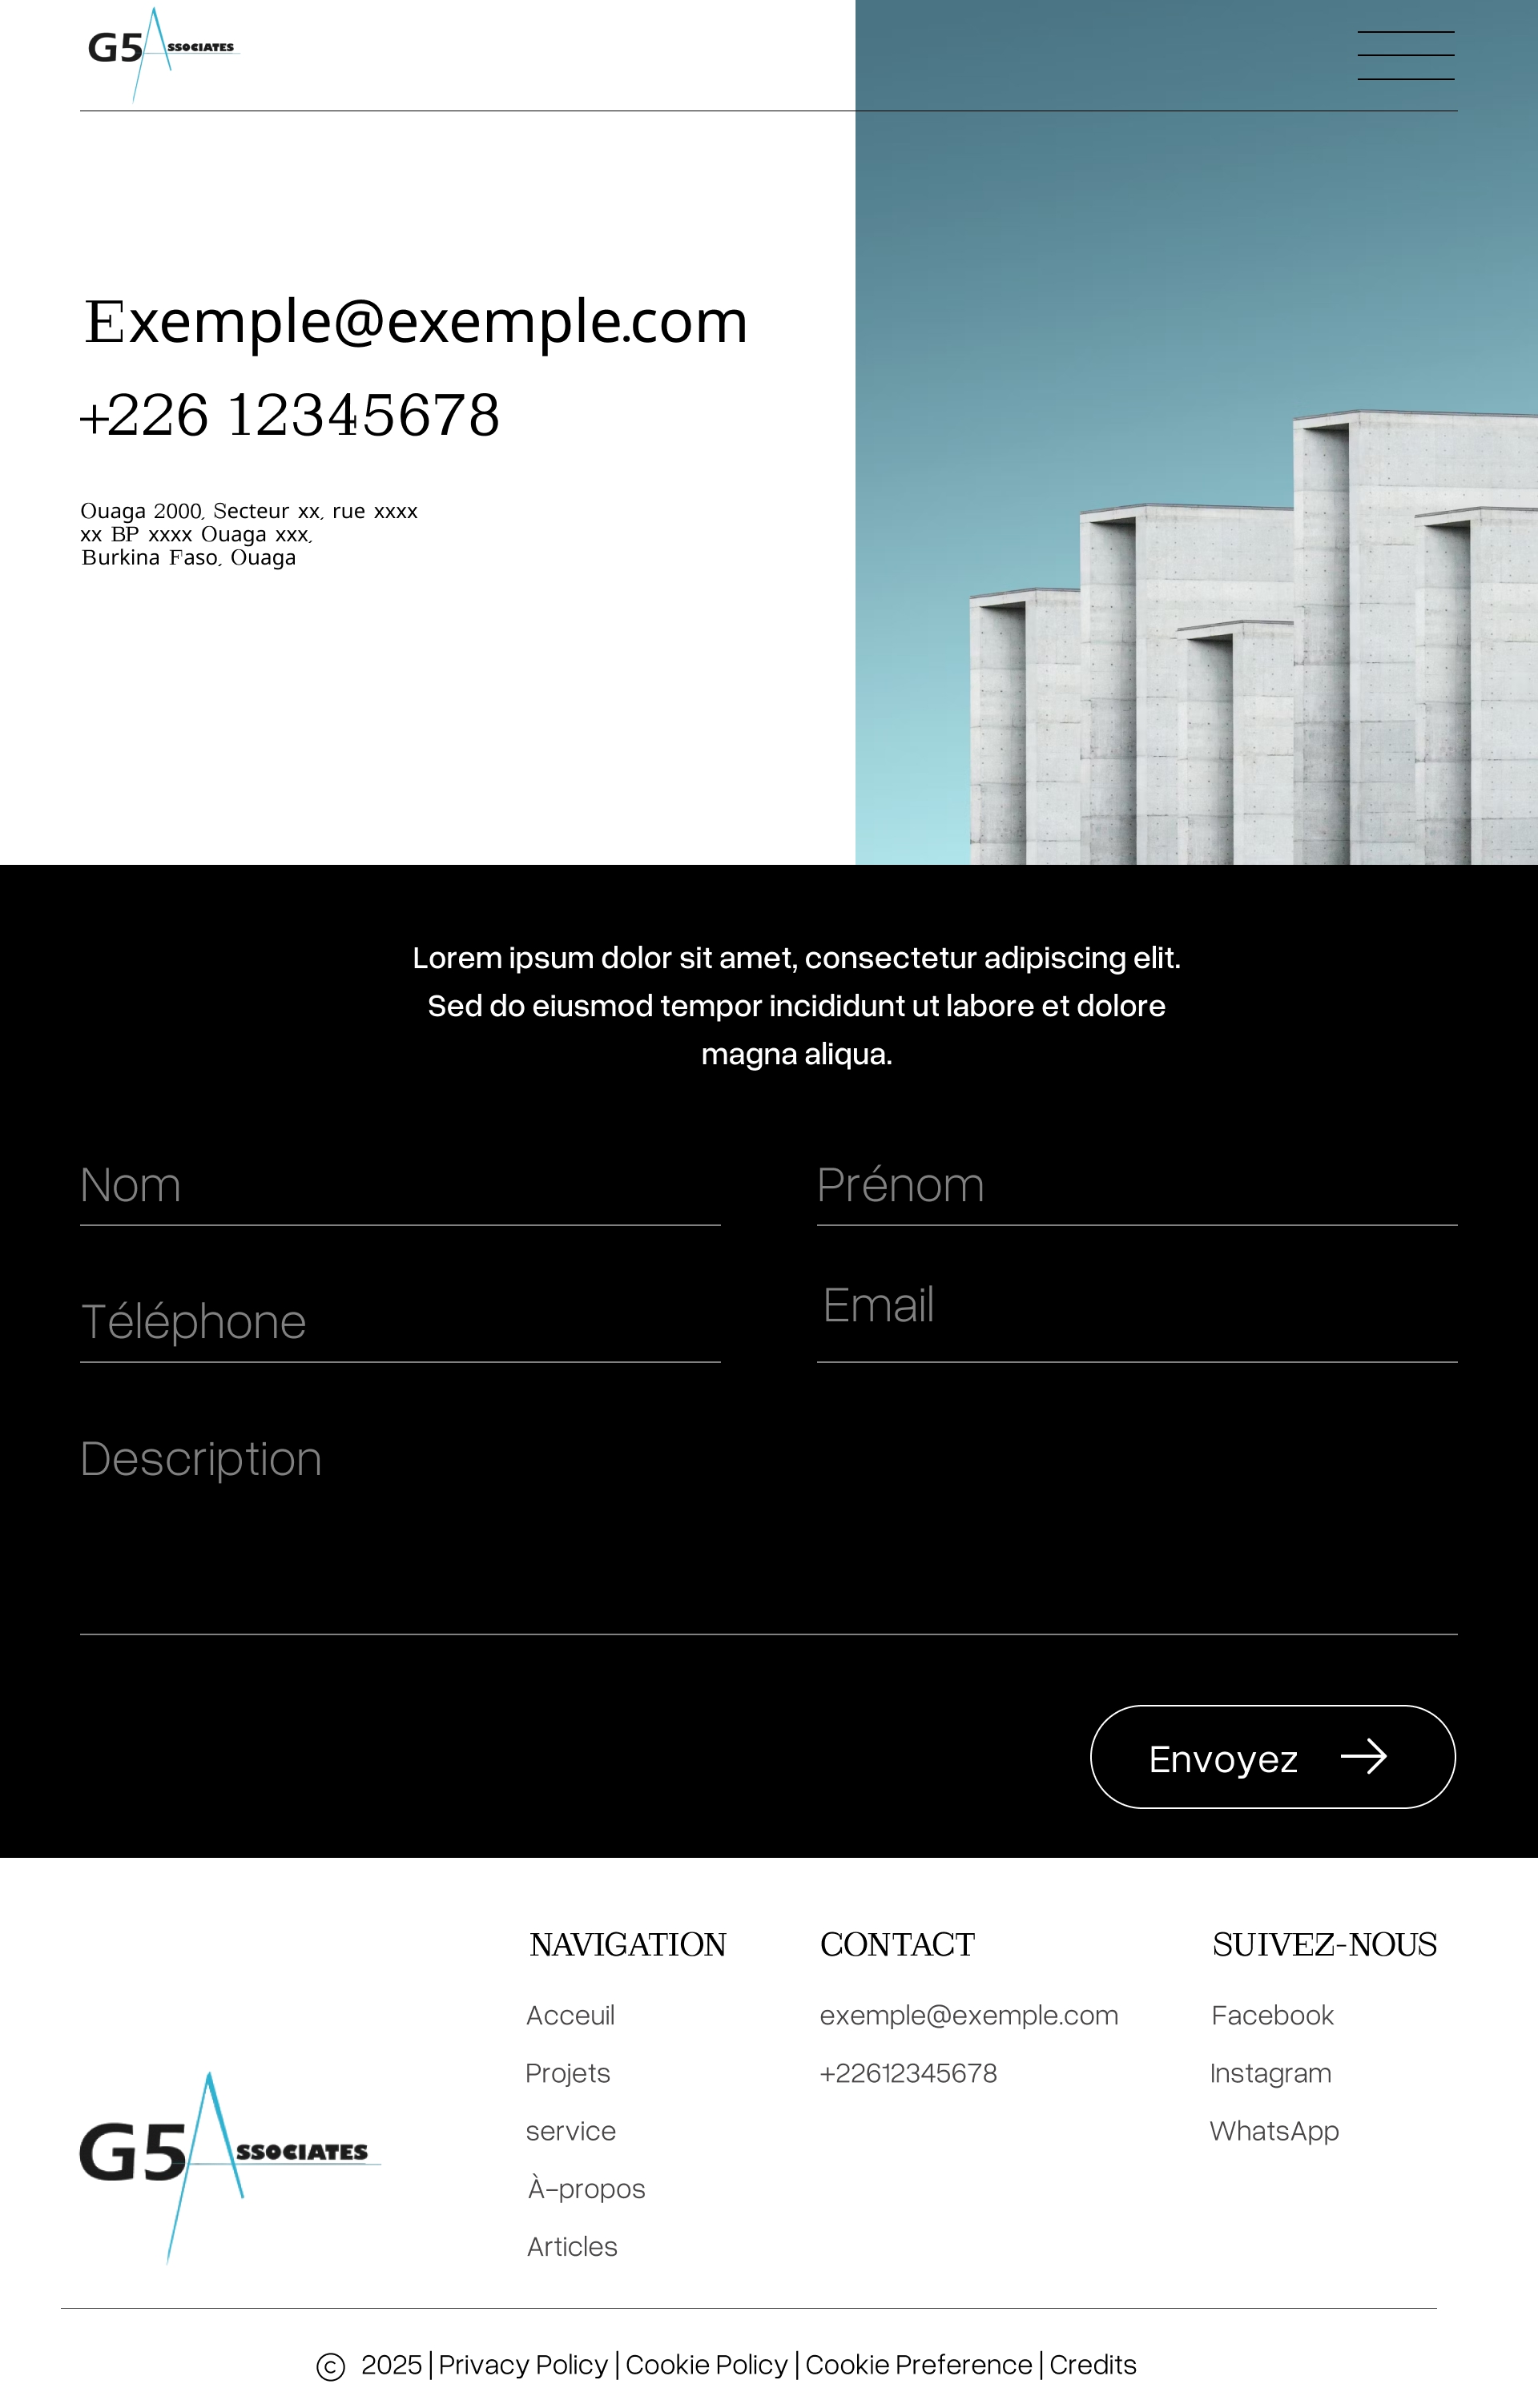 G5 ASSOCIATES
Exemple@exemple.com
+226 12345678
Ouaga 2000, Secteur xx, rue xxxx
xx BP xxxx Ouaga xxx,
Burkina Faso, Ouaga
Lorem ipsum dolor sit amet, consectetur adipiscing elit.
Sed do eiusmod tempor incididunt ut labore et dolore
magna aliqua.
Nom
Prénom
Téléphone
Email
Description
Envoyez
G5 ASSOCIATES
NAVIGATION
Acceuil
Projets
service
À-propos
Articles
CONTACT
exemple@exemple.com
+22612345678
SUIVEZ-NOUS
Facebook
Instagram
WhatsApp
© 2025 | Privacy Policy | Cookie Policy | Cookie Preference | Credits